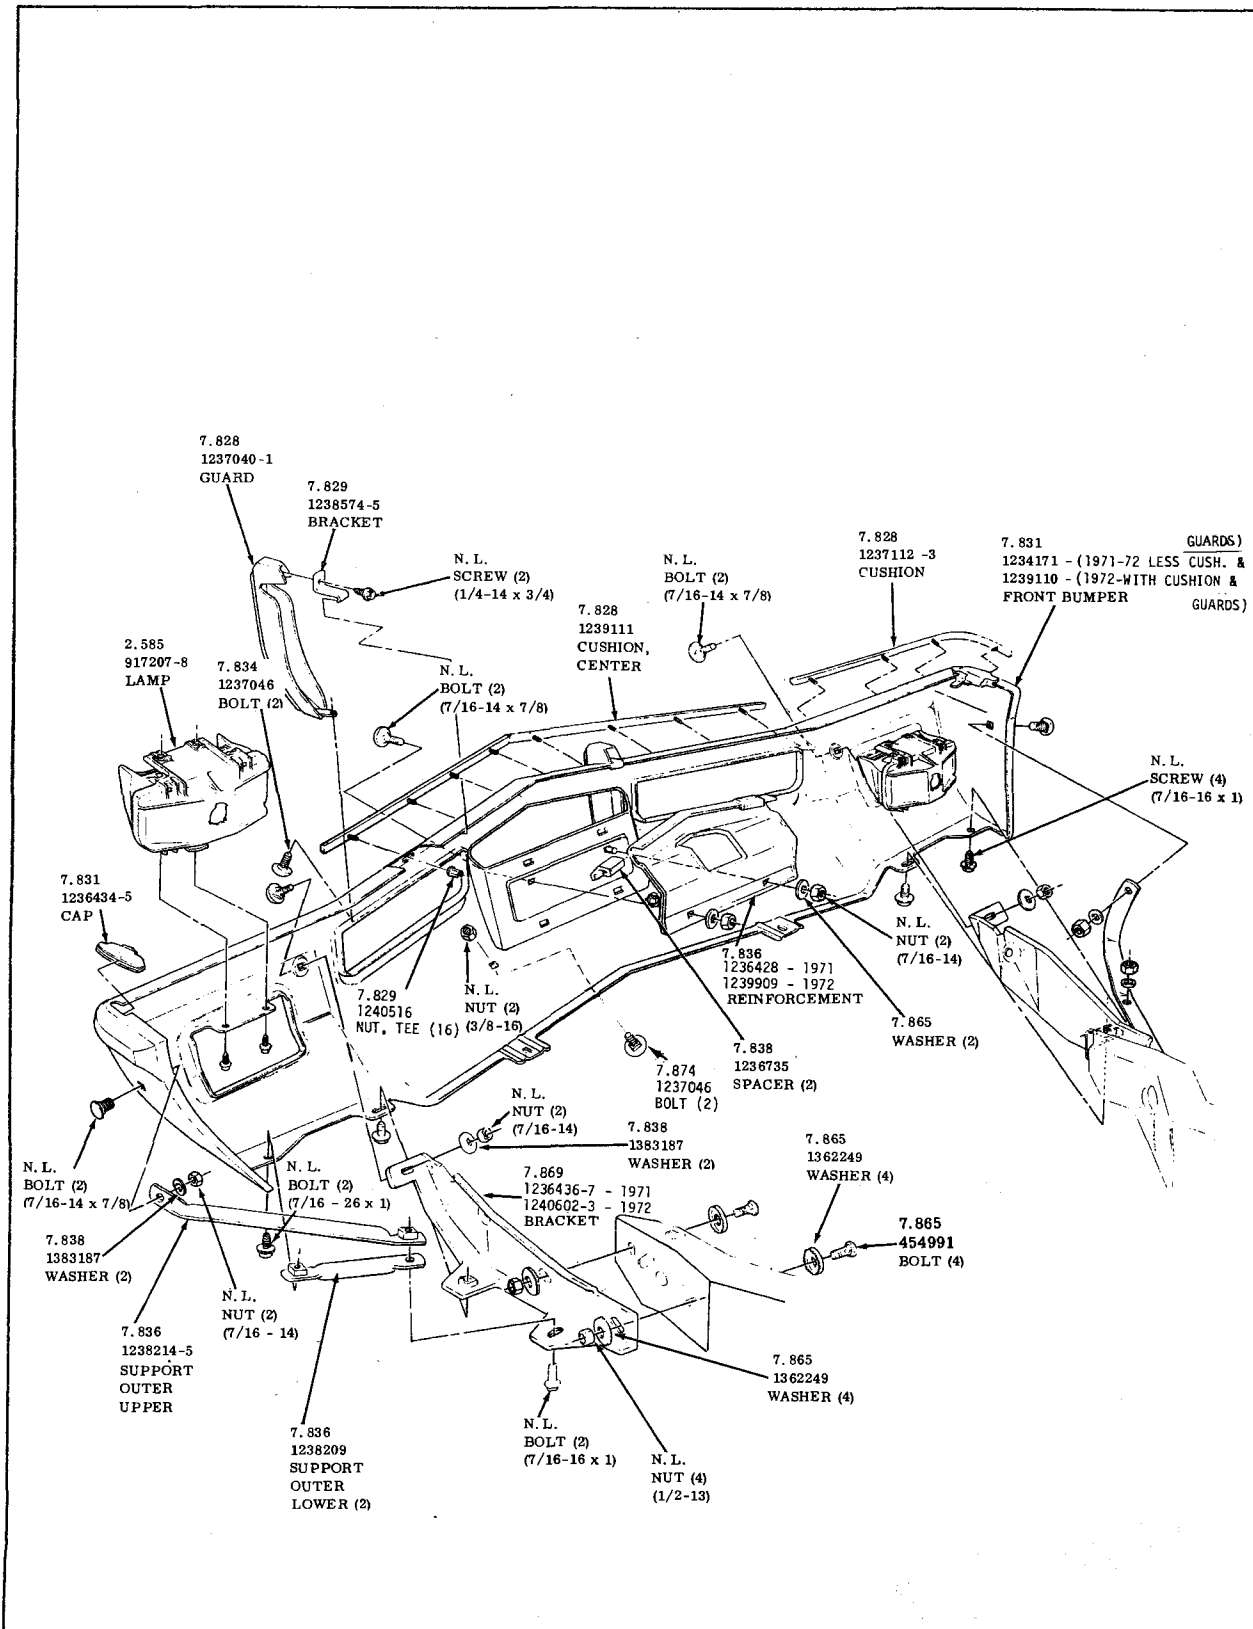 7.828
1237040-1
GUARD
7.829
1238574-5
BRACKET
N. L.
SCREW (2)
(1/4-14 x 3/4)
N. L.
BOLT (2)
(7/16-14 x 7/8)
7.828
1237112 -3
CUSHION
GUARDS)
7.831
1234171 - (1971-72 LESS CUSH. &
1239110 - (1972-WITH CUSHION &
FRONT BUMPER
GUARDS)
7.828
1239111
CUSHION,
CENTER
2.585
917207-8
LAMP
7.834
1237046
BOLT (2)
N. L.
BOLT (2)
(7/16-14 x 7/8)
N. L.
SCREW (4)
(7/16-16 x 1)
7.831
1236434-5
CAP
7.829
1240516
NUT, TEE (16)
N. L.
NUT (2)
(3/8-16)
7.836
1236428 - 1971
1239909 - 1972
REINFORCEMENT
N. L.
NUT (2)
(7/16-14)
7.865
WASHER (2)
7.874
1237046
BOLT (2)
7.838
1236735
SPACER (2)
N. L.
NUT (2)
(7/16-14)
7.838
1383187
WASHER (2)
7.865
1362249
WASHER (4)
N. L.
BOLT (2)
(7/16-14 x 7/8)
N. L.
BOLT (2)
(7/16 - 26 x 1)
7.869
1236436-7 - 1971
1240602-3 - 1972
BRACKET
7.865
454991
BOLT (4)
7.838
1383187
WASHER (2)
N. L.
NUT (2)
(7/16 - 14)
7.836
1238214-5
SUPPORT
OUTER
UPPER
7.865
1362249
WASHER (4)
7.836
1238209
SUPPORT
OUTER
LOWER (2)
N. L.
BOLT (2)
(7/16-16 x 1)
N. L.
NUT (4)
(1/2-13)